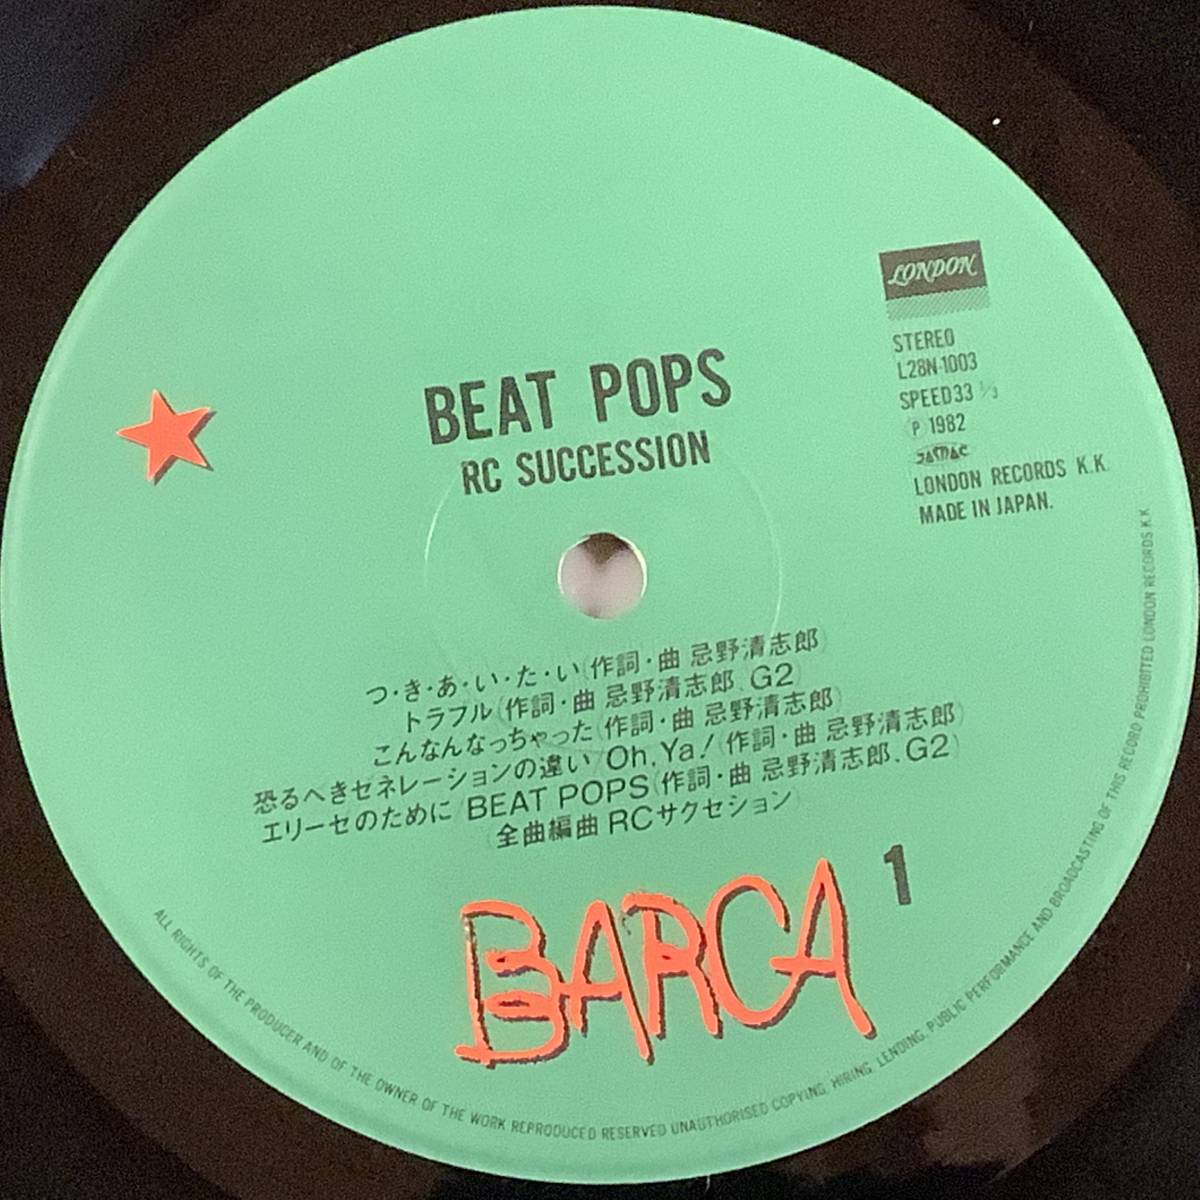 LONDON
STEREO
L28N-1003
SPEED33 1/3
Ⓟ 1982
JASRAC
LONDON RECORDS K.K.
MADE IN JAPAN.
BEAT POPS
RC SUCCESSION
つ・き・あ・い・た・い(作詞・曲 忌野清志郎)
トラフル(作詞・曲 忌野清志郎、G2)
こんなんなっちゃった(作詞・曲 忌野清志郎)
恐るべきゼネレーションの違い(Oh, Ya!)(作詞・曲 忌野清志郎)
エリーゼのために(BEAT POPS)(作詞・曲 忌野清志郎、G2)
(全曲編曲 RCサクセション)
1
BARCA
ALL RIGHTS OF THE PRODUCER AND OF THE OWNER OF THE WORK REPRODUCED RESERVED UNAUTHORISED COPYING, HIRING, LENDING, PUBLIC PERFORMANCE AND BROADCASTING OF THIS RECORD PROHIBITED LONDON RECORDS K.K.